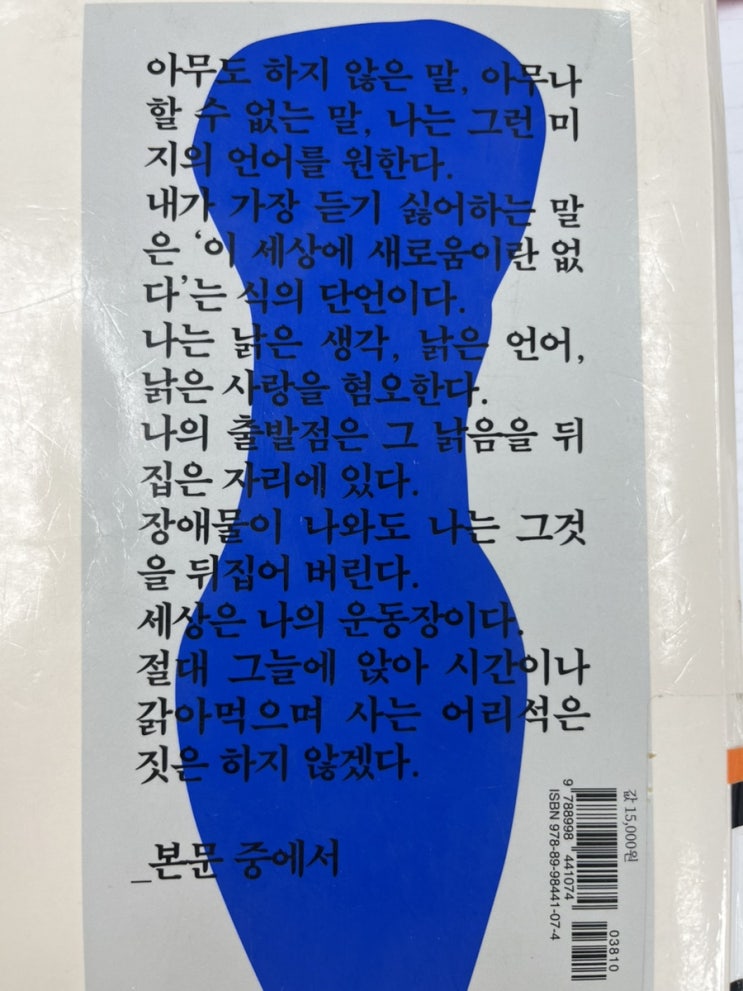 아무도 하지 않은 말, 아무나
할 수 없는 말, 나는 그런 미
지의 언어를 원한다.
내가 가장 듣기 싫어하는 말
은 ‘이 세상에 새로움이란 없
다’는 식의 단언이다.
나는 낡은 생각, 낡은 언어,
낡은 사랑을 혐오한다.
나의 출발점은 그 낡음을 뒤
집은 자리에 있다.
장애물이 나와도 나는 그것
을 뒤집어 버린다.
세상은 나의 운동장이다.
절대 그늘에 앉아 시간이나
갉아먹으며 사는 어리석은
짓은 하지 않겠다.
_본문 중에서
값 15,000원
9 788998 441074
ISBN 978-89-98441-07-4
03810